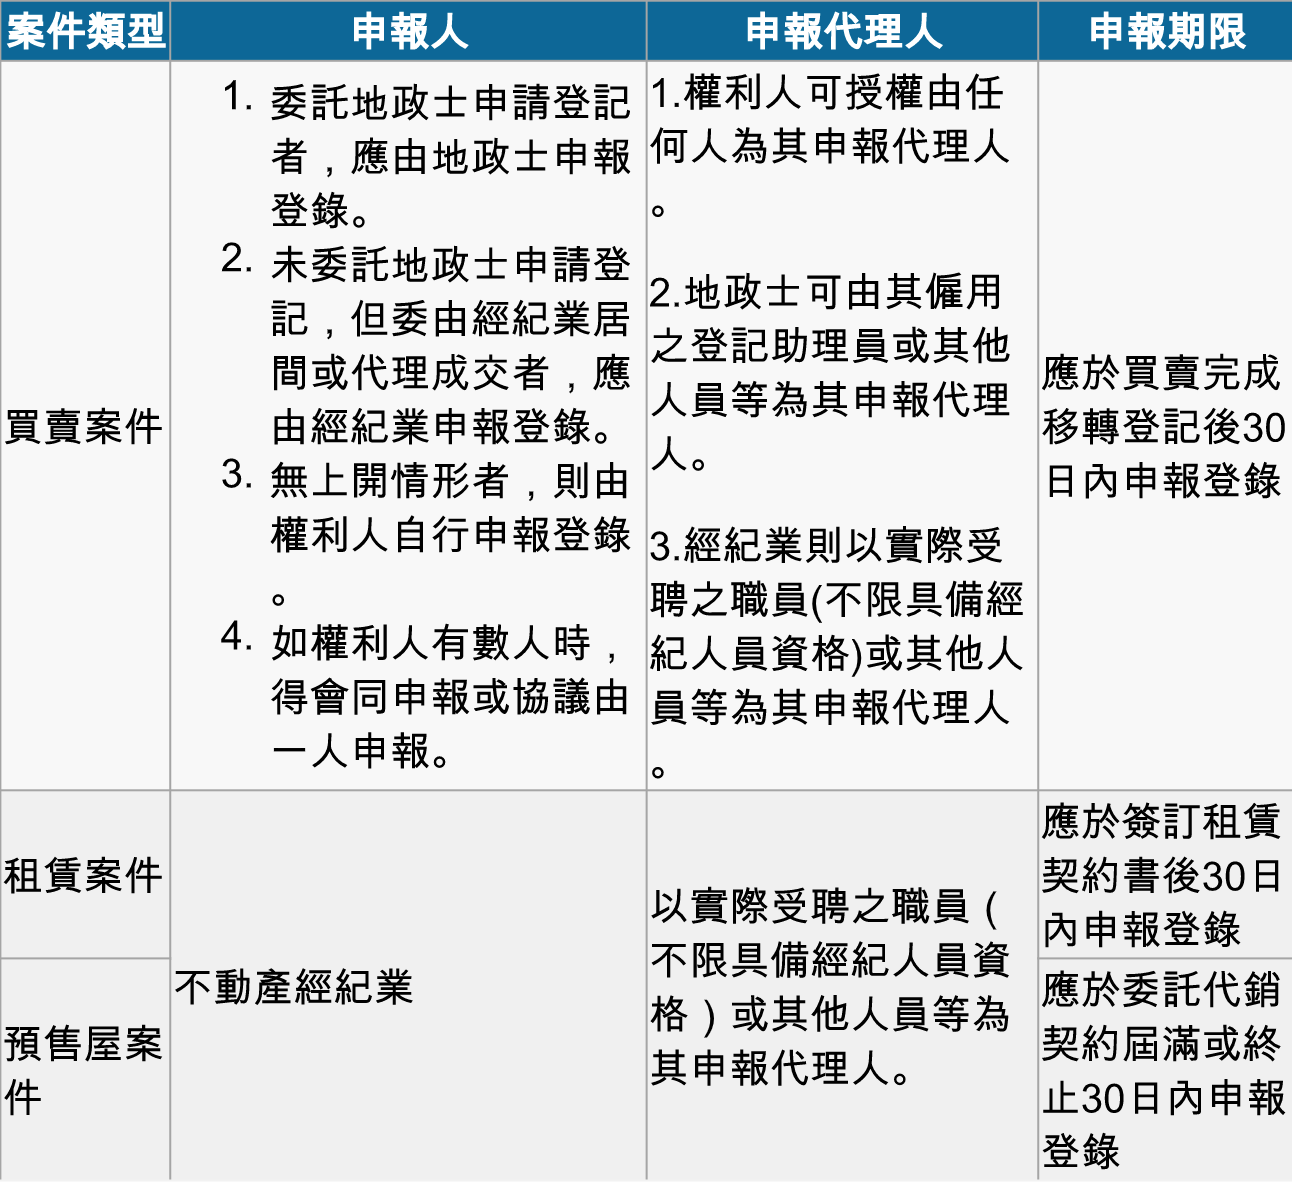 案件類型
申報人
申報代理人
申報期限
買賣案件
1. 委託地政士申請登記
者，應由地政士申報
登錄。
2. 未委託地政士申請登
記，但委由經紀業居
間或代理成交者，應
由經紀業申報登錄。
3. 無上開情形者，則由
權利人自行申報登錄
。
4. 如權利人有數人時，
得會同申報或協議由
一人申報。
1.權利人可授權由任
何人為其申報代理人
。
2.地政士可由其僱用
之登記助理員或其他
人員等為其申報代理
人。
3.經紀業則以實際受
聘之職員(不限具備經
紀人員資格)或其他人
員等為其申報代理人
。
應於買賣完成
移轉登記後30
日內申報登錄
租賃案件
不動產經紀業
以實際受聘之職員（
不限具備經紀人員資
格）或其他人員等為
其申報代理人。
應於簽訂租賃
契約書後30日
內申報登錄
預售屋案
件
應於委託代銷
契約屆滿或終
止30日內申報
登錄